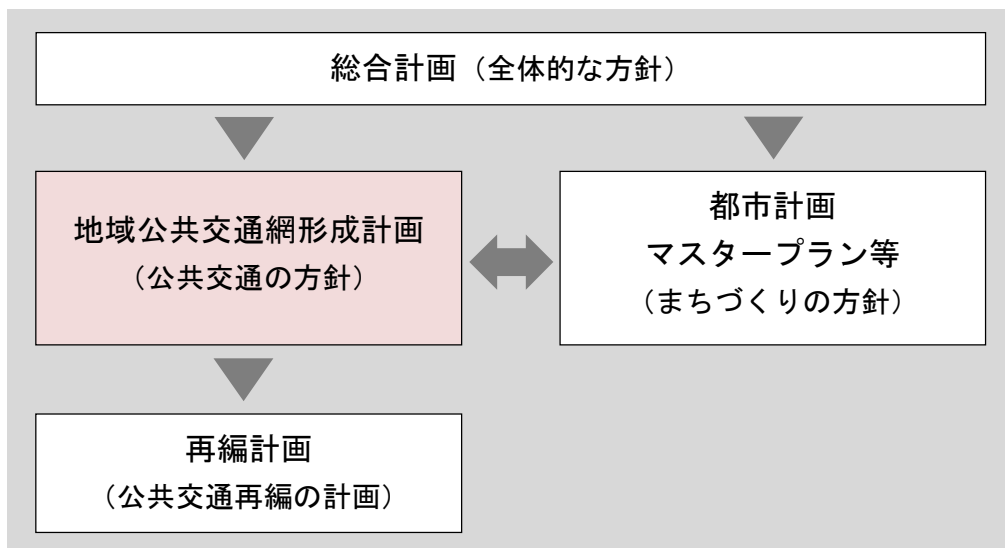 総合計画（全体的な方針）
地域公共交通網形成計画
（公共交通の方針）
都市計画
マスタープラン等
（まちづくりの方針）
再編計画
（公共交通再編の計画）